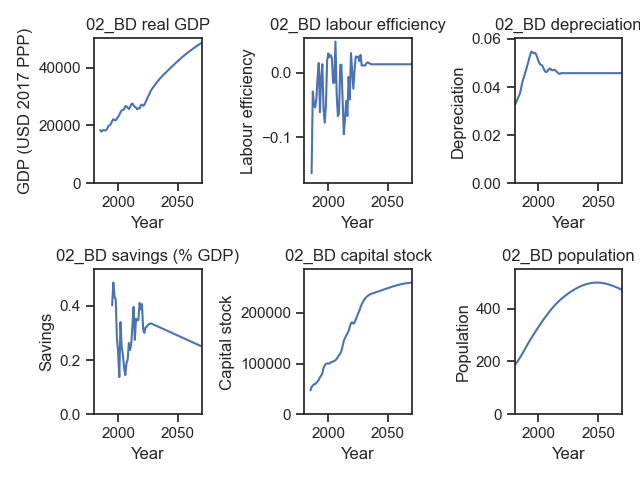 02_BD real GDP
GDP (USD 2017 PPP)
40000
20000
0
2000
2050
Year
02_BD labour efficiency
Labour efficiency
0.0
−0.1
2000
2050
Year
02_BD depreciation
Depreciation
0.06
0.04
0.02
0.00
2000
2050
Year
02_BD savings (% GDP)
Savings
0.4
0.2
0.0
2000
2050
Year
02_BD capital stock
Capital stock
200000
100000
0
2000
2050
Year
02_BD population
Population
400
200
0
2000
2050
Year